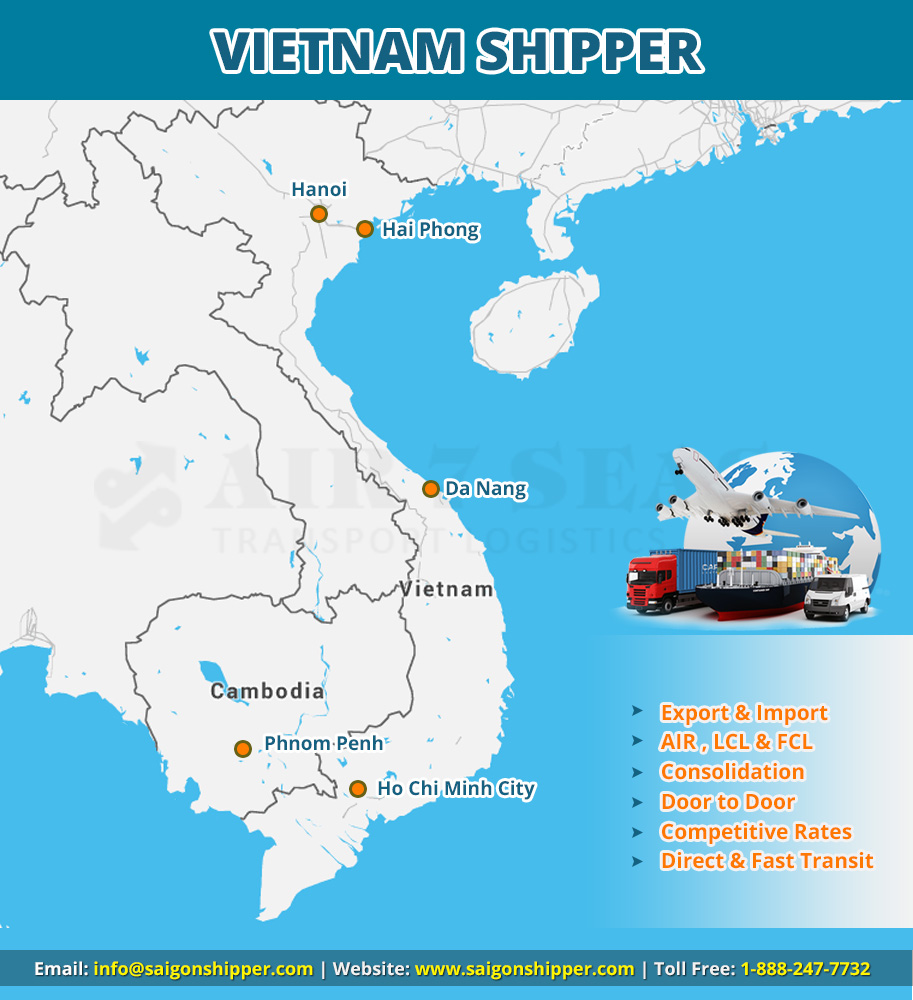 VIETNAM SHIPPER
Hanoi
Hai Phong
AIR 7 SEAS
TRANSPORT LOGISTICS
Da Nang
Vietnam
Cambodia
Phnom Penh
Ho Chi Minh City
Export & Import
AIR , LCL & FCL
Consolidation
Door to Door
Competitive Rates
Direct & Fast Transit
Email: info@saigonshipper.com | Website: www.saigonshipper.com | Toll Free: 1-888-247-7732